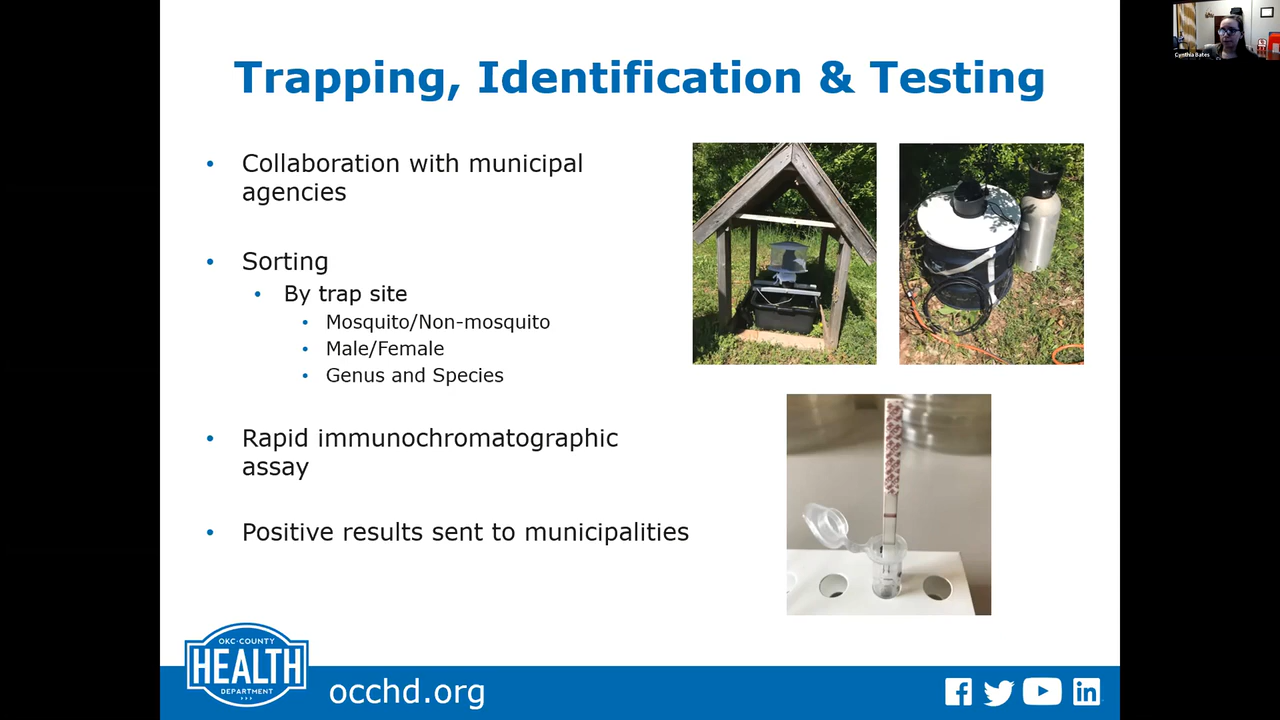 Cynthia Bates
Trapping, Identification & Testing
• Collaboration with municipal
agencies
• Sorting
• By trap site
• Mosquito/Non-mosquito
• Male/Female
• Genus and Species
• Rapid immunochromatographic
assay
• Positive results sent to municipalities
OKC-COUNTY
HEALTH
DEPARTMENT
occhd.org